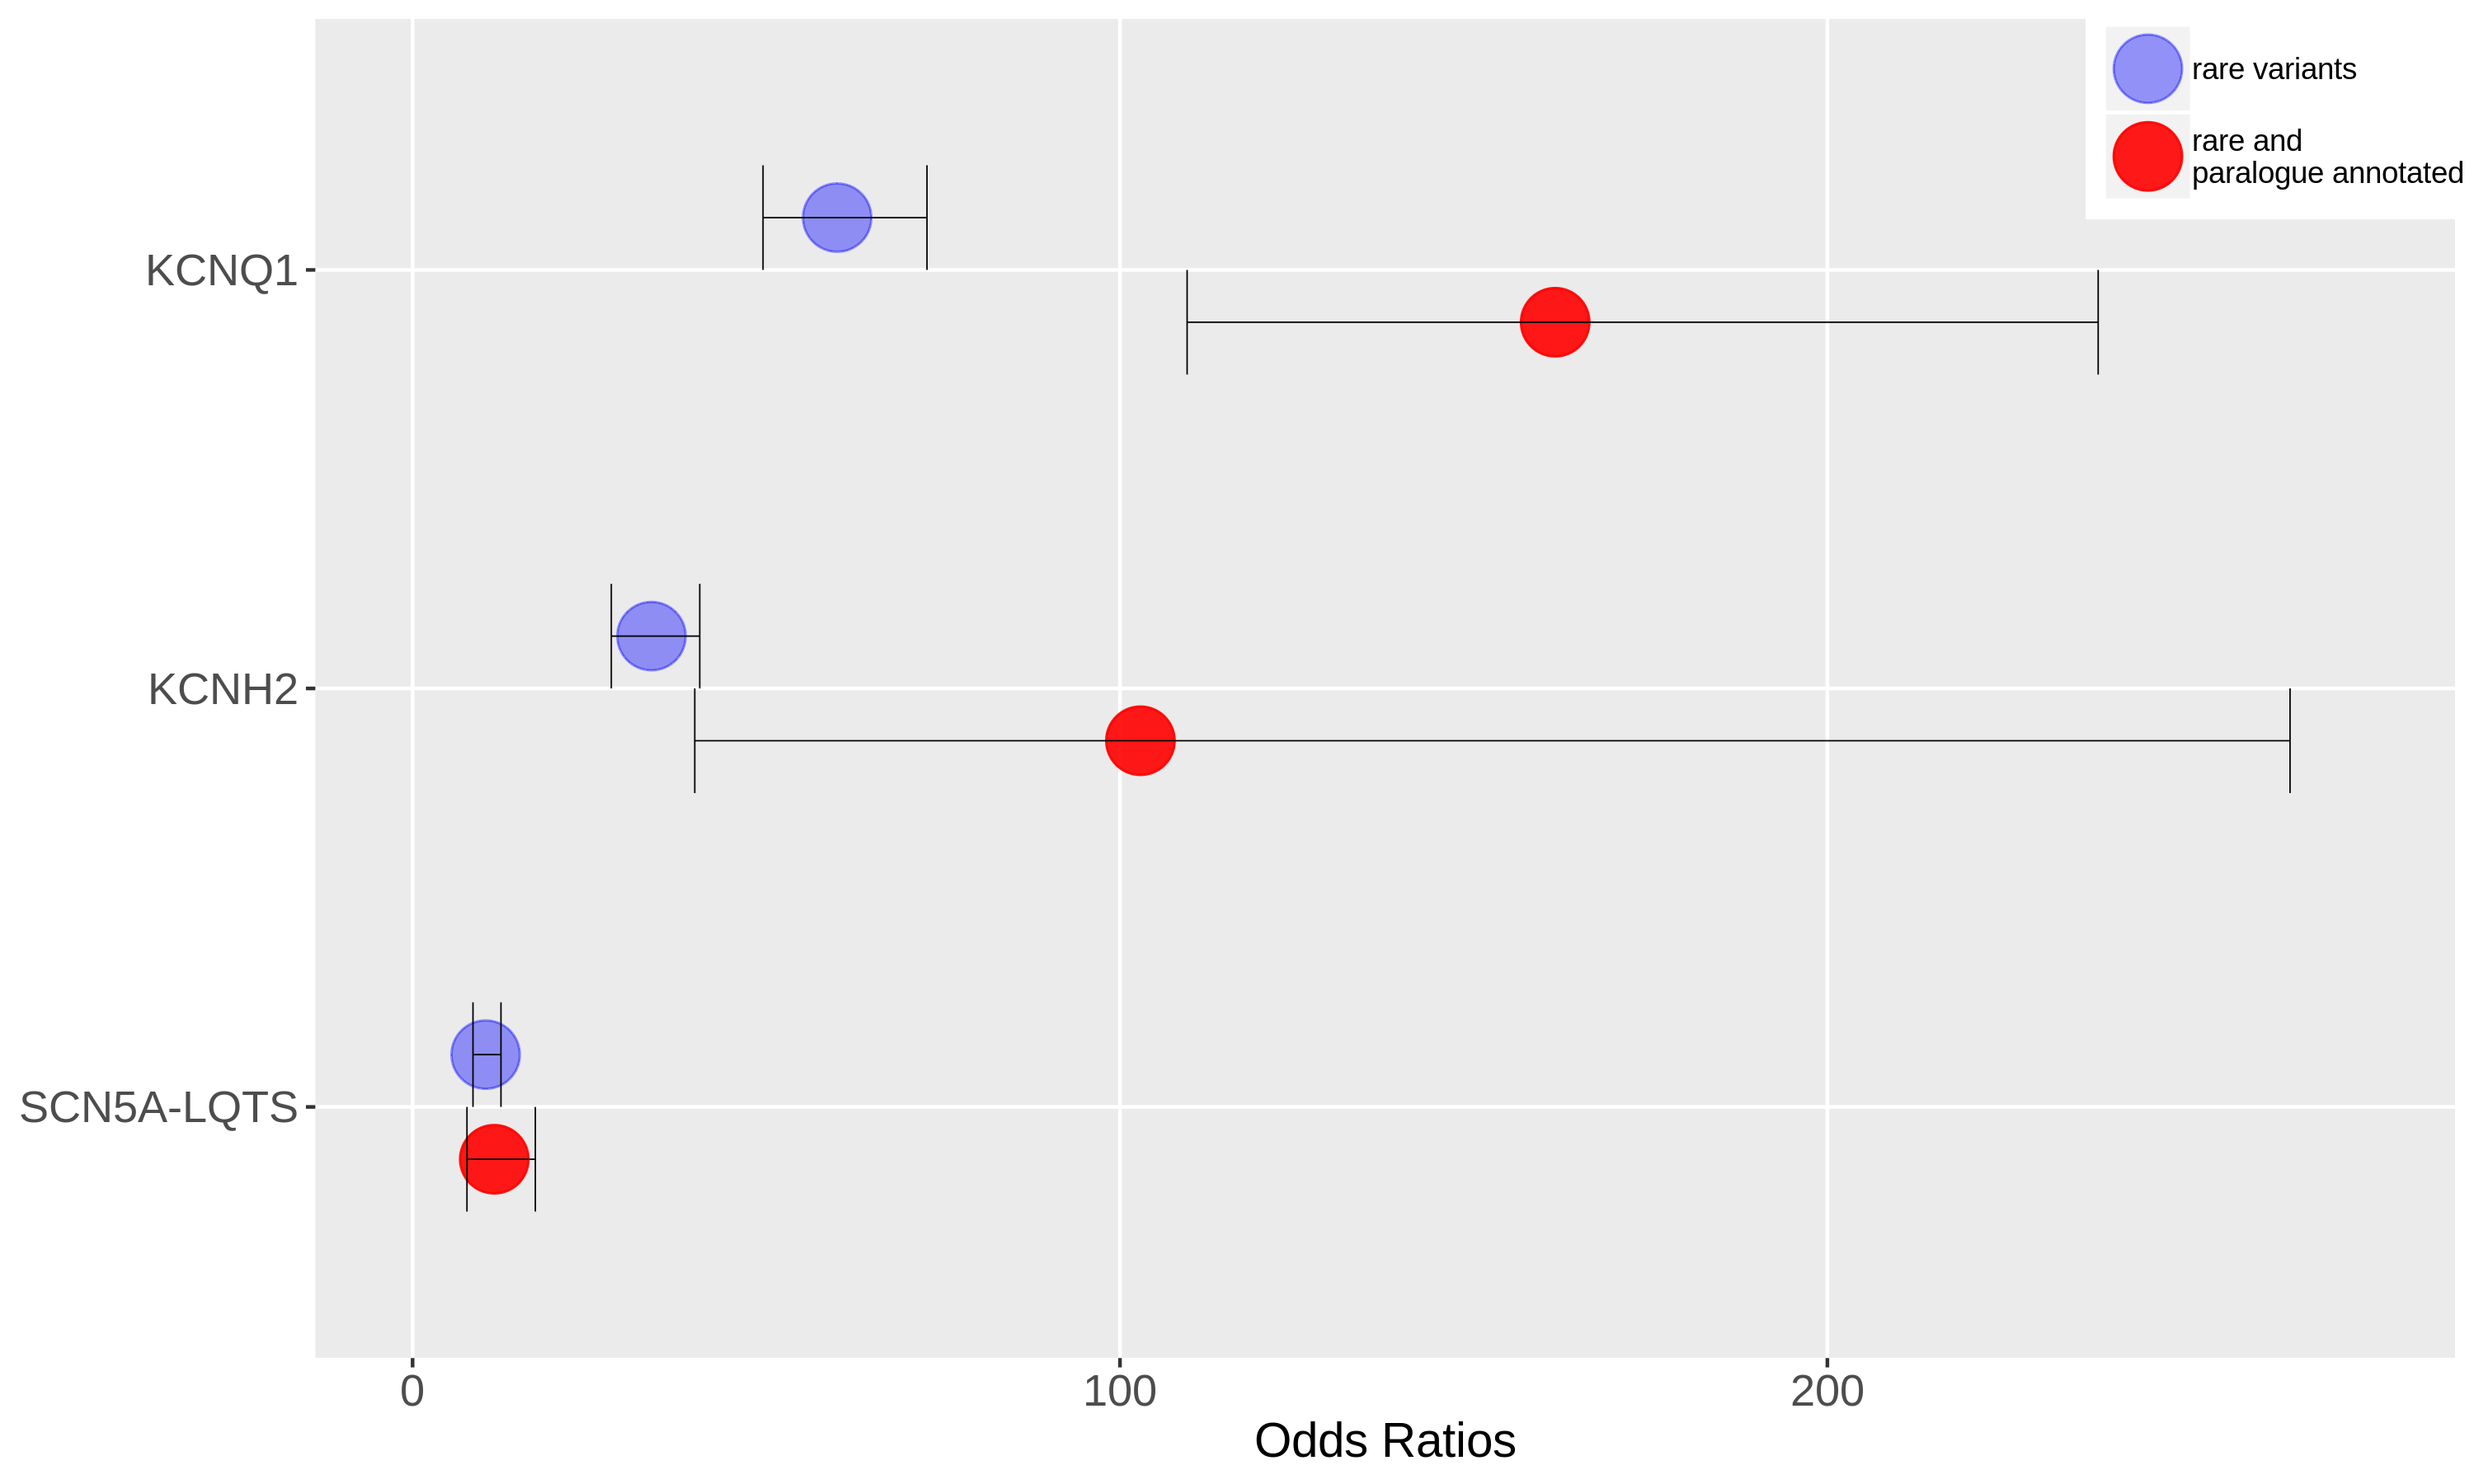 rare variants
rare and
paralogue annotated
KCNQ1
KCNH2
SCN5A-LQTS
0
100
200
Odds Ratios